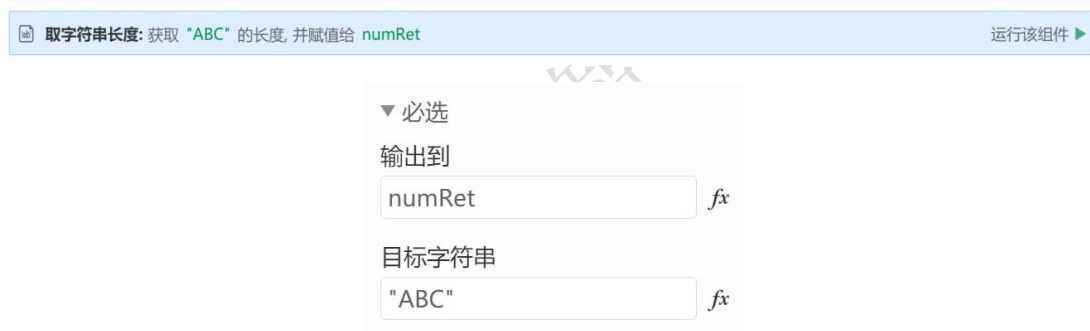 取字符串长度: 获取 "ABC" 的长度, 并赋值给 numRet 运行该组件
必选
输出到
numRet fx
目标字符串
"ABC" fx